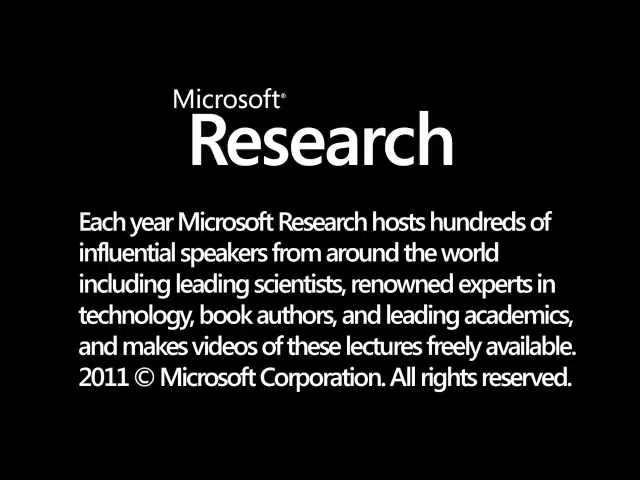 Microsoft®
Research
Each year Microsoft Research hosts hundreds of
influential speakers from around the world
including leading scientists, renowned experts in
technology, book authors, and leading academics,
and makes videos of these lectures freely available.
2011 © Microsoft Corporation. All rights reserved.